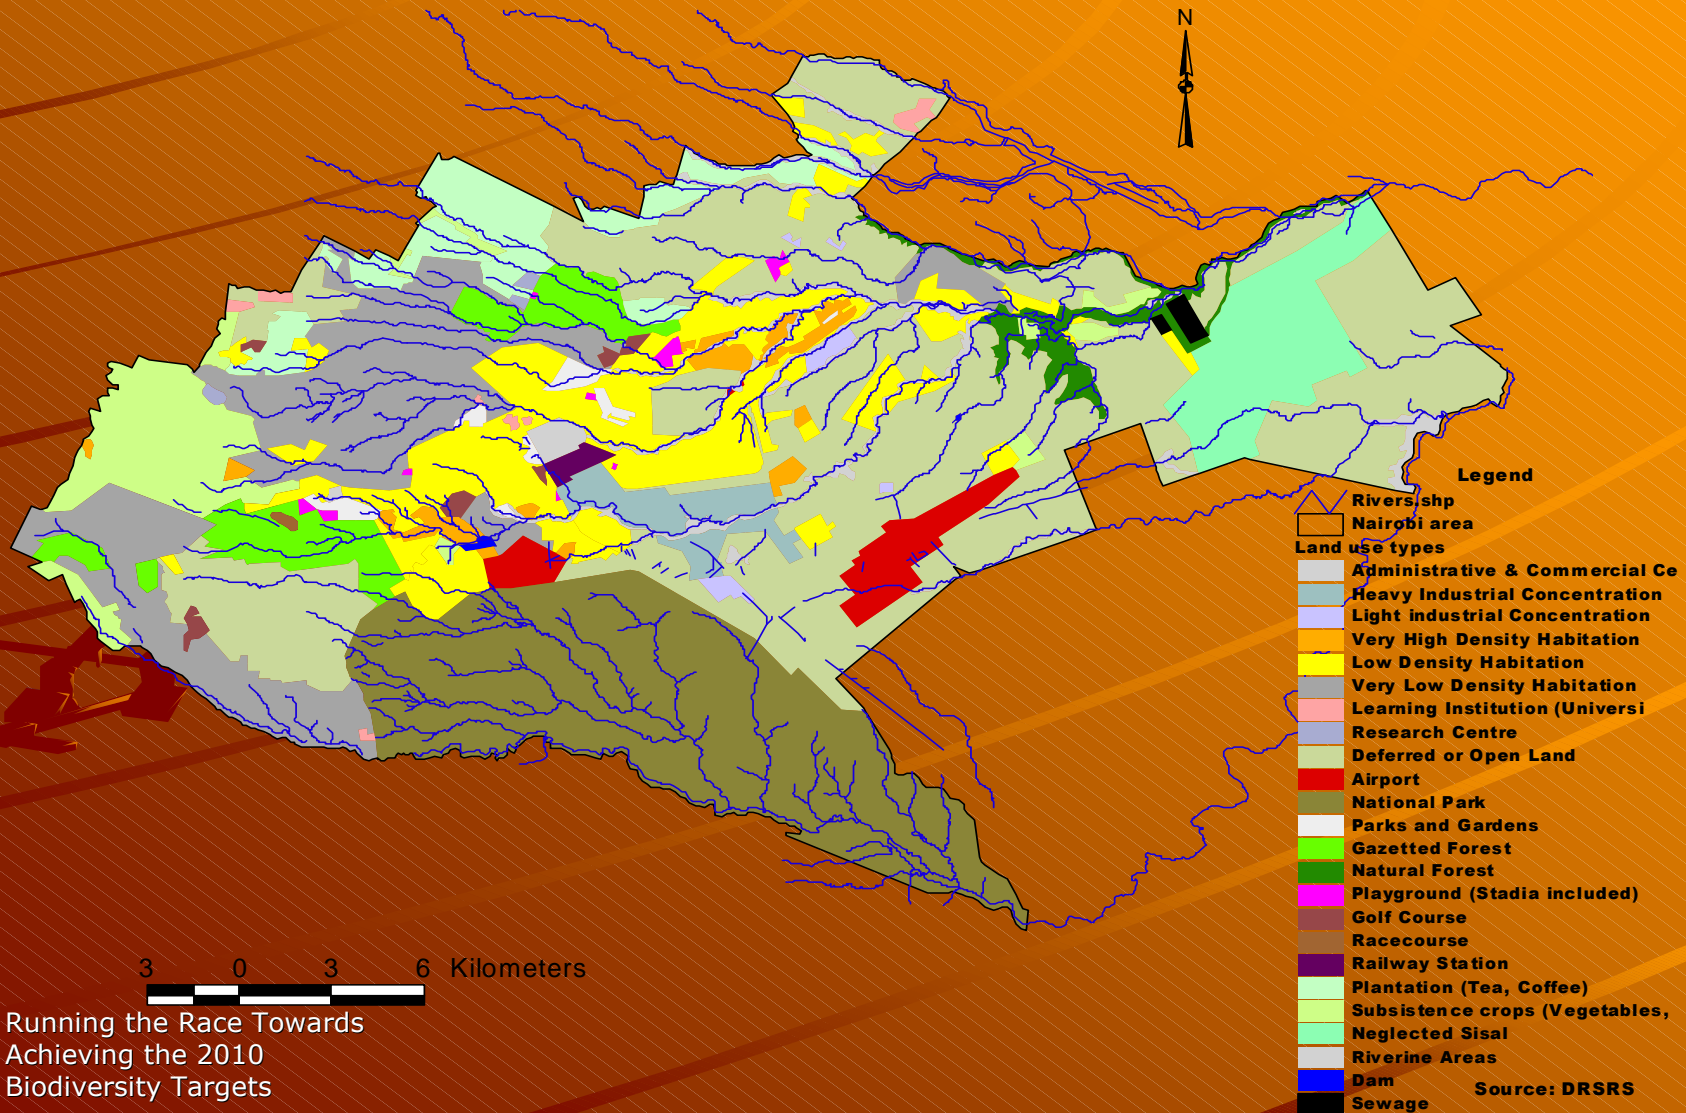 N
Legend
Rivers.shp
Nairobi area
Land use types
Administrative & Commercial Ce
Heavy Industrial Concentration
Light industrial Concentration
Very High Density Habitation
Low Density Habitation
Very Low Density Habitation
Learning Institution (Universi
Research Centre
Deferred or Open Land
Airport
National Park
Parks and Gardens
Gazetted Forest
Natural Forest
Playground (Stadia included)
Golf Course
Racecourse
Railway Station
Plantation (Tea, Coffee)
Subsistence crops (Vegetables,
Neglected Sisal
Riverine Areas
Dam
Sewage
Source: DRSRS
3 0 3 6 Kilometers
Running the Race Towards
Achieving the 2010
Biodiversity Targets